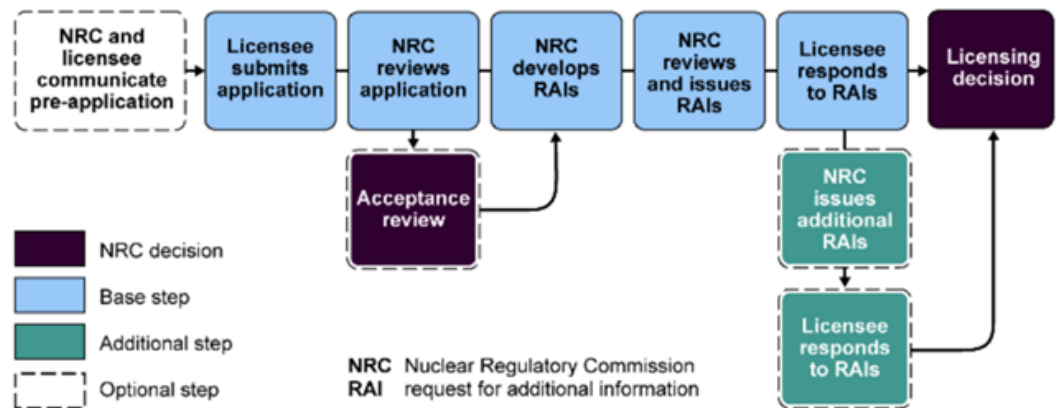 NRC and
licensee
communicate
pre-application
Licensee
submits
application
NRC
reviews
application
NRC
develops
RAIs
NRC
reviews
and issues
RAIs
Licensee
responds
to RAIs
Licensing
decision
Acceptance
review
NRC
issues
additional
RAIs
Licensee
responds
to RAIs
NRC decision
Base step
Additional step
Optional step
NRC Nuclear Regulatory Commission
RAI request for additional information